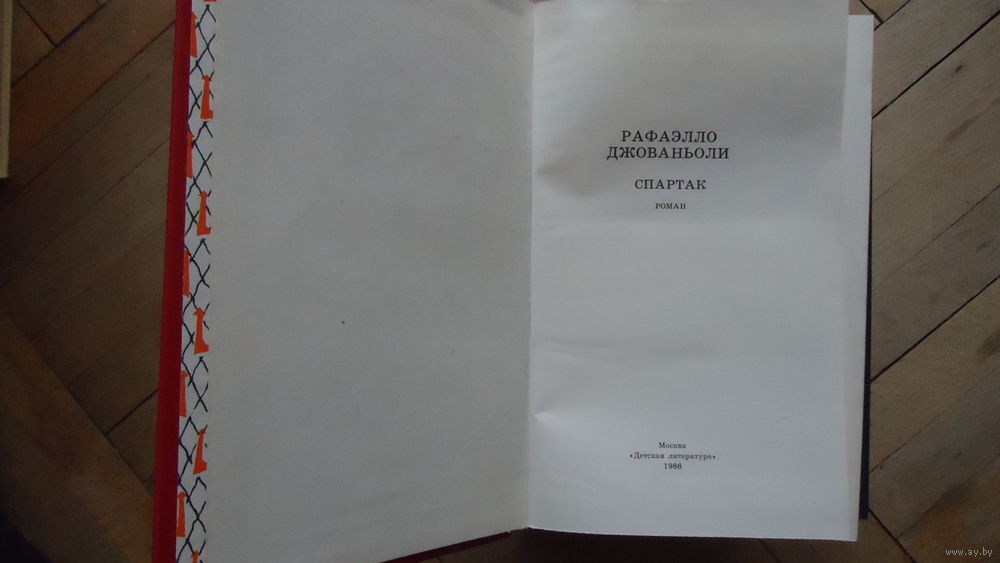 РАФАЭЛЛО
ДЖОВАНЬОЛИ
СПАРТАК
РОМАН
Москва
«Детская литература»
1986
www.ay.by